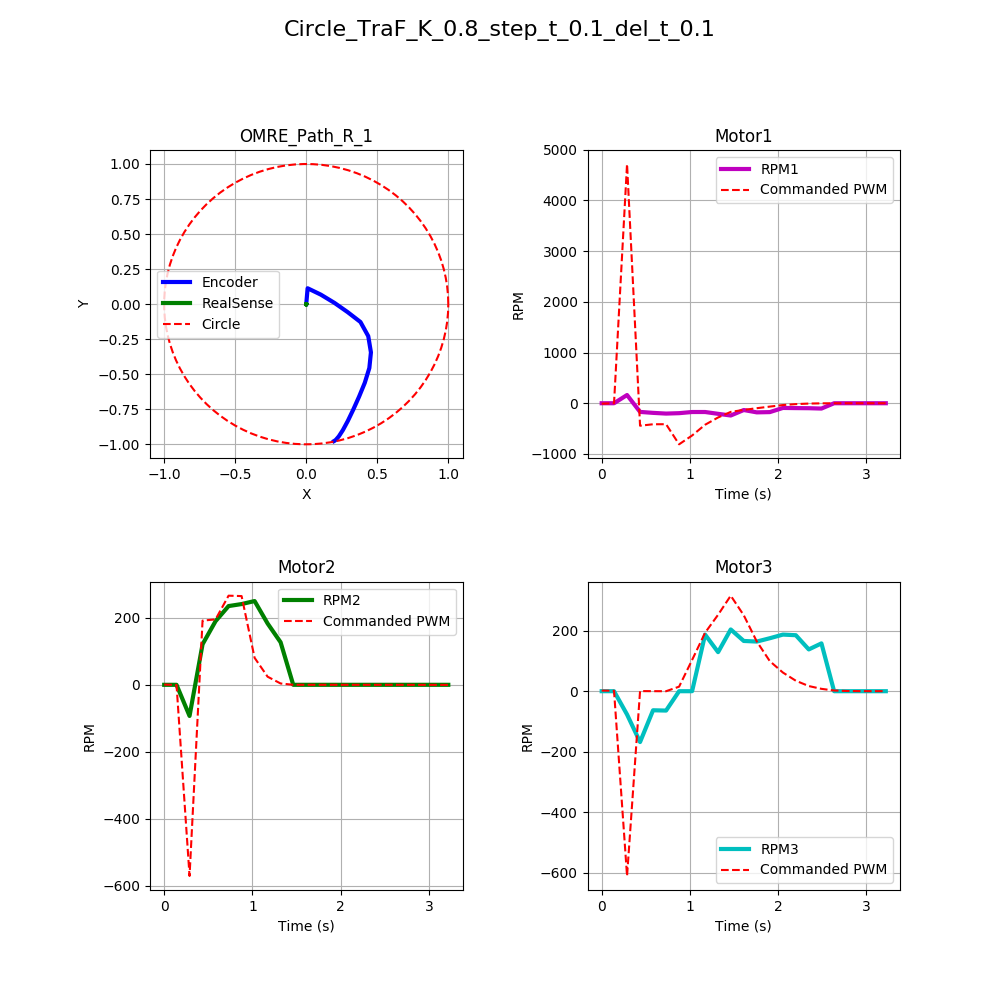 Circle_TraF_K_0.8_step_t_0.1_del_t_0.1
OMRE_Path_R_1
1.00
0.75
0.50
0.25
0.00
−0.25
−0.50
−0.75
−1.00
Y
Encoder
RealSense
Circle
−1.0
−0.5
0.0
0.5
1.0
X
Motor1
5000
4000
3000
2000
1000
0
−1000
RPM
RPM1
Commanded PWM
0
1
2
3
Time (s)
Motor2
200
0
−200
−400
−600
RPM
RPM2
Commanded PWM
0
1
2
3
Time (s)
Motor3
200
0
−200
−400
−600
RPM
RPM3
Commanded PWM
0
1
2
3
Time (s)